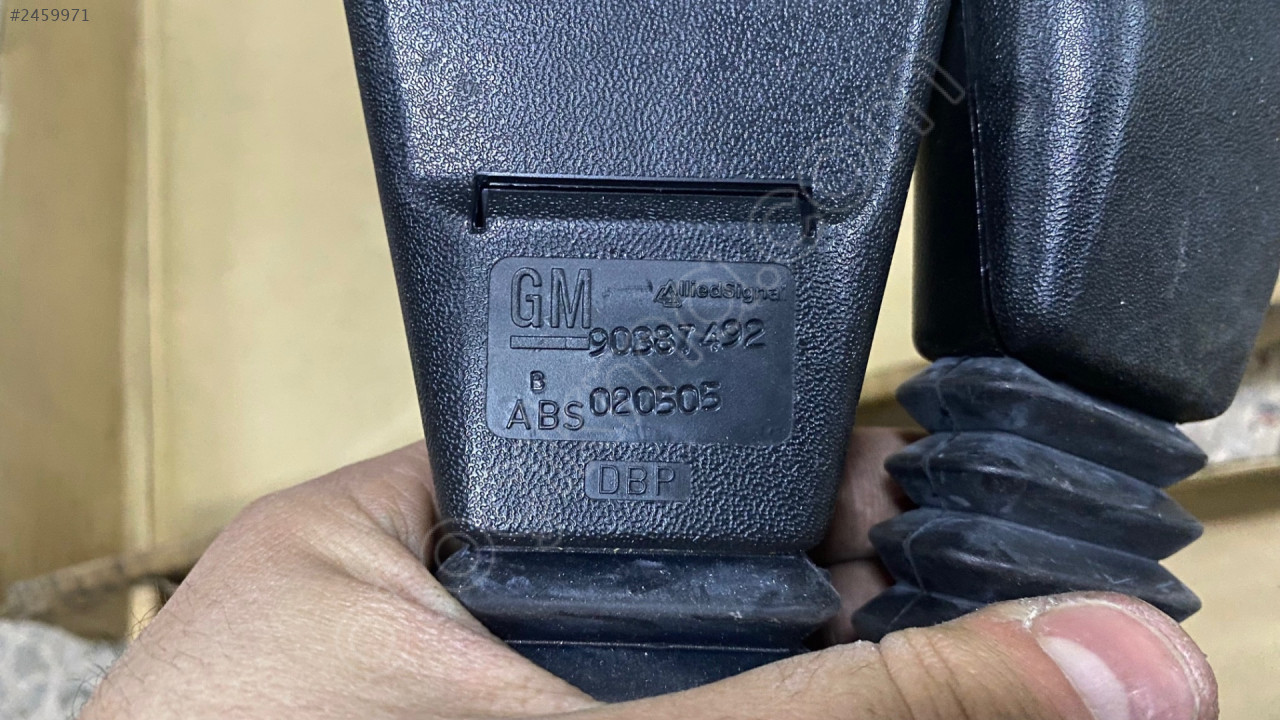 #2459971
GM AlliedSignal
90387492
B
ABS 020505
DBP